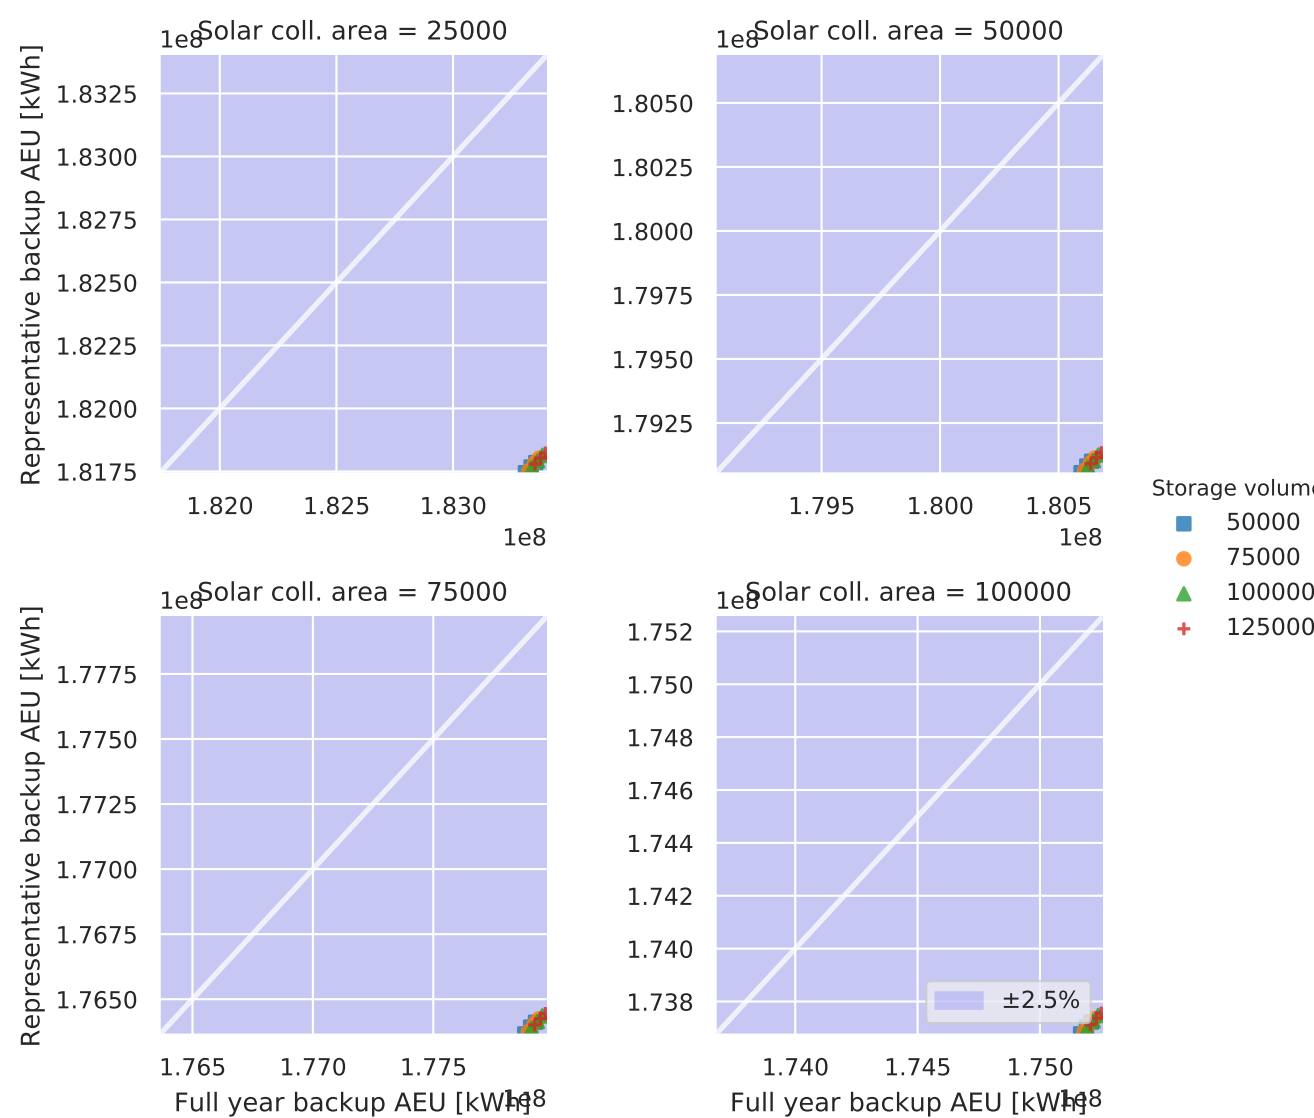 1e8
Solar coll. area = 25000
Representative backup AEU [kWh]
1.8325
1.8300
1.8275
1.8250
1.8225
1.8200
1.8175
1.820 1.825 1.830
1e8
1e8
Solar coll. area = 50000
1.8050
1.8025
1.8000
1.7975
1.7950
1.7925
1.795 1.800 1.805
1e8
Storage volume
50000
75000
100000
125000
1e8
Solar coll. area = 75000
Representative backup AEU [kWh]
1.7775
1.7750
1.7725
1.7700
1.7675
1.7650
1.765 1.770 1.775
1e8
Full year backup AEU [kWh]
1e8
Solar coll. area = 100000
1.752
1.750
1.748
1.746
1.744
1.742
1.740
1.738
±2.5%
1.740 1.745 1.750
1e8
Full year backup AEU [kWh]